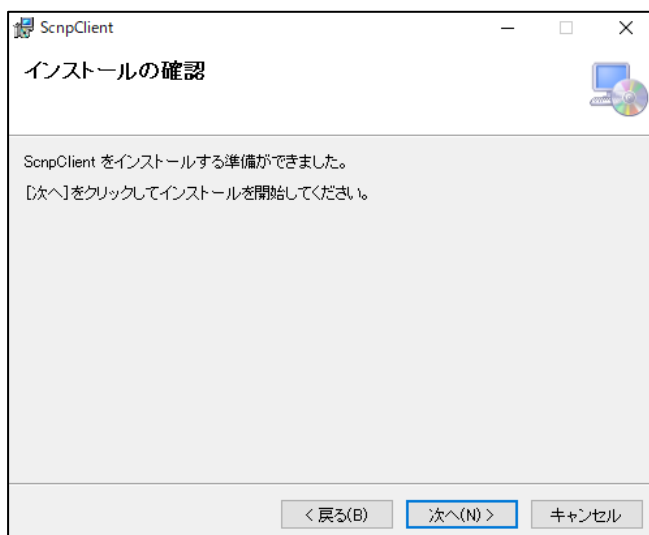 ScnpClient
インストールの確認
ScnpClient をインストールする準備ができました。
[次へ]をクリックしてインストールを開始してください。
< 戻る(B)
次へ(N) >
キャンセル